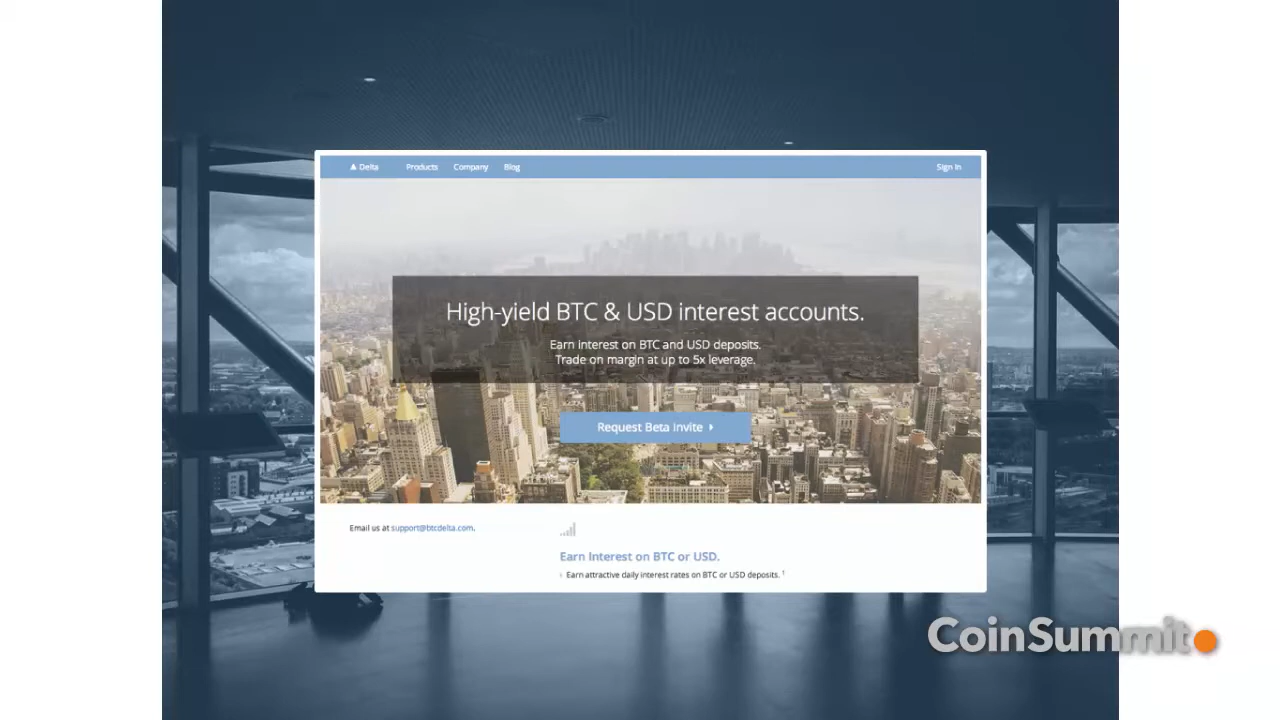 Delta Products Company Blog Sign In
High-yield BTC & USD interest accounts.
Earn interest on BTC and USD deposits.
Trade on margin at up to 5x leverage.
Request Beta Invite
Email us at support@btcdelta.com.
Earn Interest on BTC or USD.
Earn attractive daily interest rates on BTC or USD deposits. †
CoinSummit